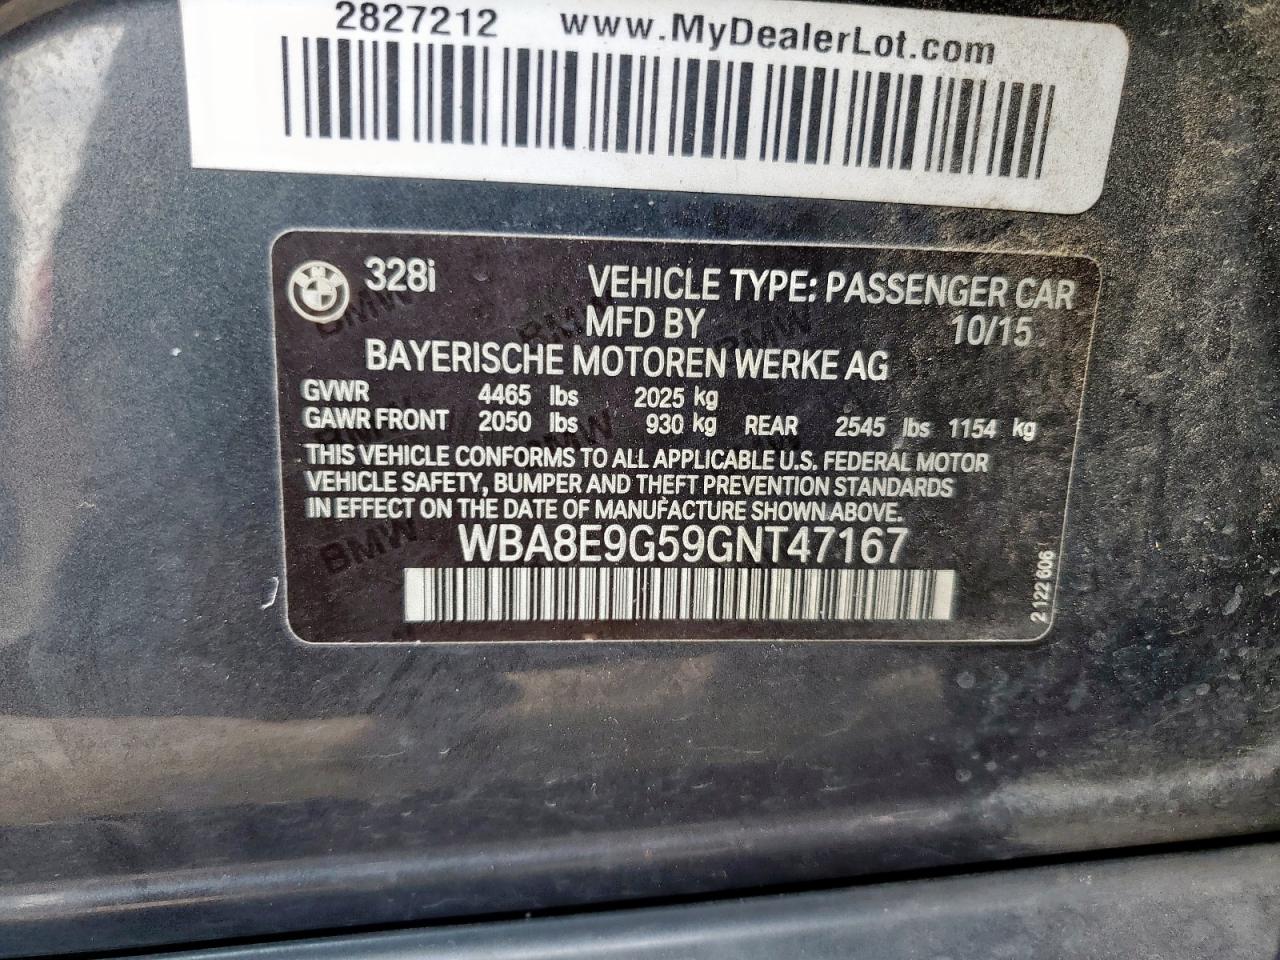 2827212 www.MyDealerLot.com
328i VEHICLE TYPE: PASSENGER CAR
MFD BY 10/15
BAYERISCHE MOTOREN WERKE AG
GVWR 4465 lbs 2025 kg
GAWR FRONT 2050 lbs 930 kg REAR 2545 lbs 1154 kg
THIS VEHICLE CONFORMS TO ALL APPLICABLE U.S. FEDERAL MOTOR
VEHICLE SAFETY, BUMPER AND THEFT PREVENTION STANDARDS
IN EFFECT ON THE DATE OF MANUFACTURE SHOWN ABOVE.
WBA8E9G59GNT47167
2 122 606